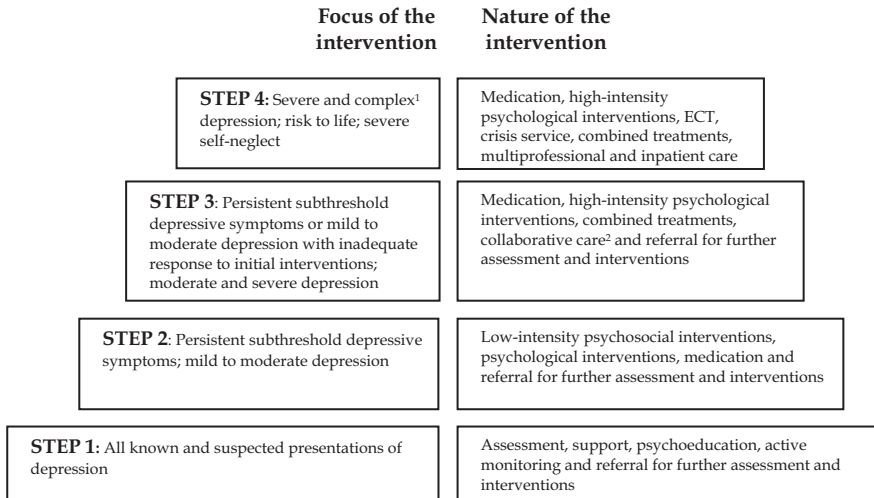 Focus of the
intervention
Nature of the
intervention
STEP 4: Severe and complex¹
depression; risk to life; severe
self-neglect
Medication, high-intensity
psychological interventions, ECT,
crisis service, combined treatments,
multiprofessional and inpatient care
STEP 3: Persistent subthreshold
depressive symptoms or mild to
moderate depression with inadequate
response to initial interventions;
moderate and severe depression
Medication, high-intensity psychological
interventions, combined treatments,
collaborative care² and referral for further
assessment and interventions
STEP 2: Persistent subthreshold depressive
symptoms; mild to moderate depression
Low-intensity psychosocial interventions,
psychological interventions, medication and
referral for further assessment and interventions
STEP 1: All known and suspected presentations of
depression
Assessment, support, psychoeducation, active
monitoring and referral for further assessment and
interventions